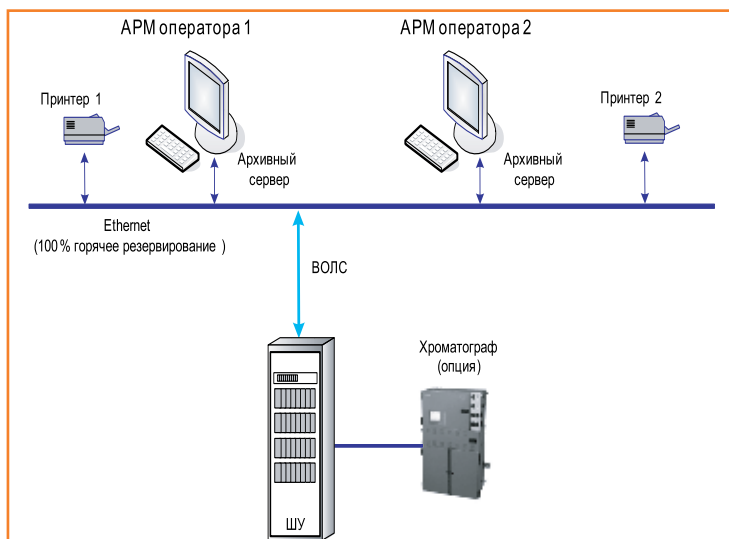 АРМ оператора 1
АРМ оператора 2
Принтер 1
Принтер 2
Архивный
сервер
Архивный
сервер
Ethernet
(100% горячее резервирование )
ВОЛС
Хроматограф
(опция)
ШУ